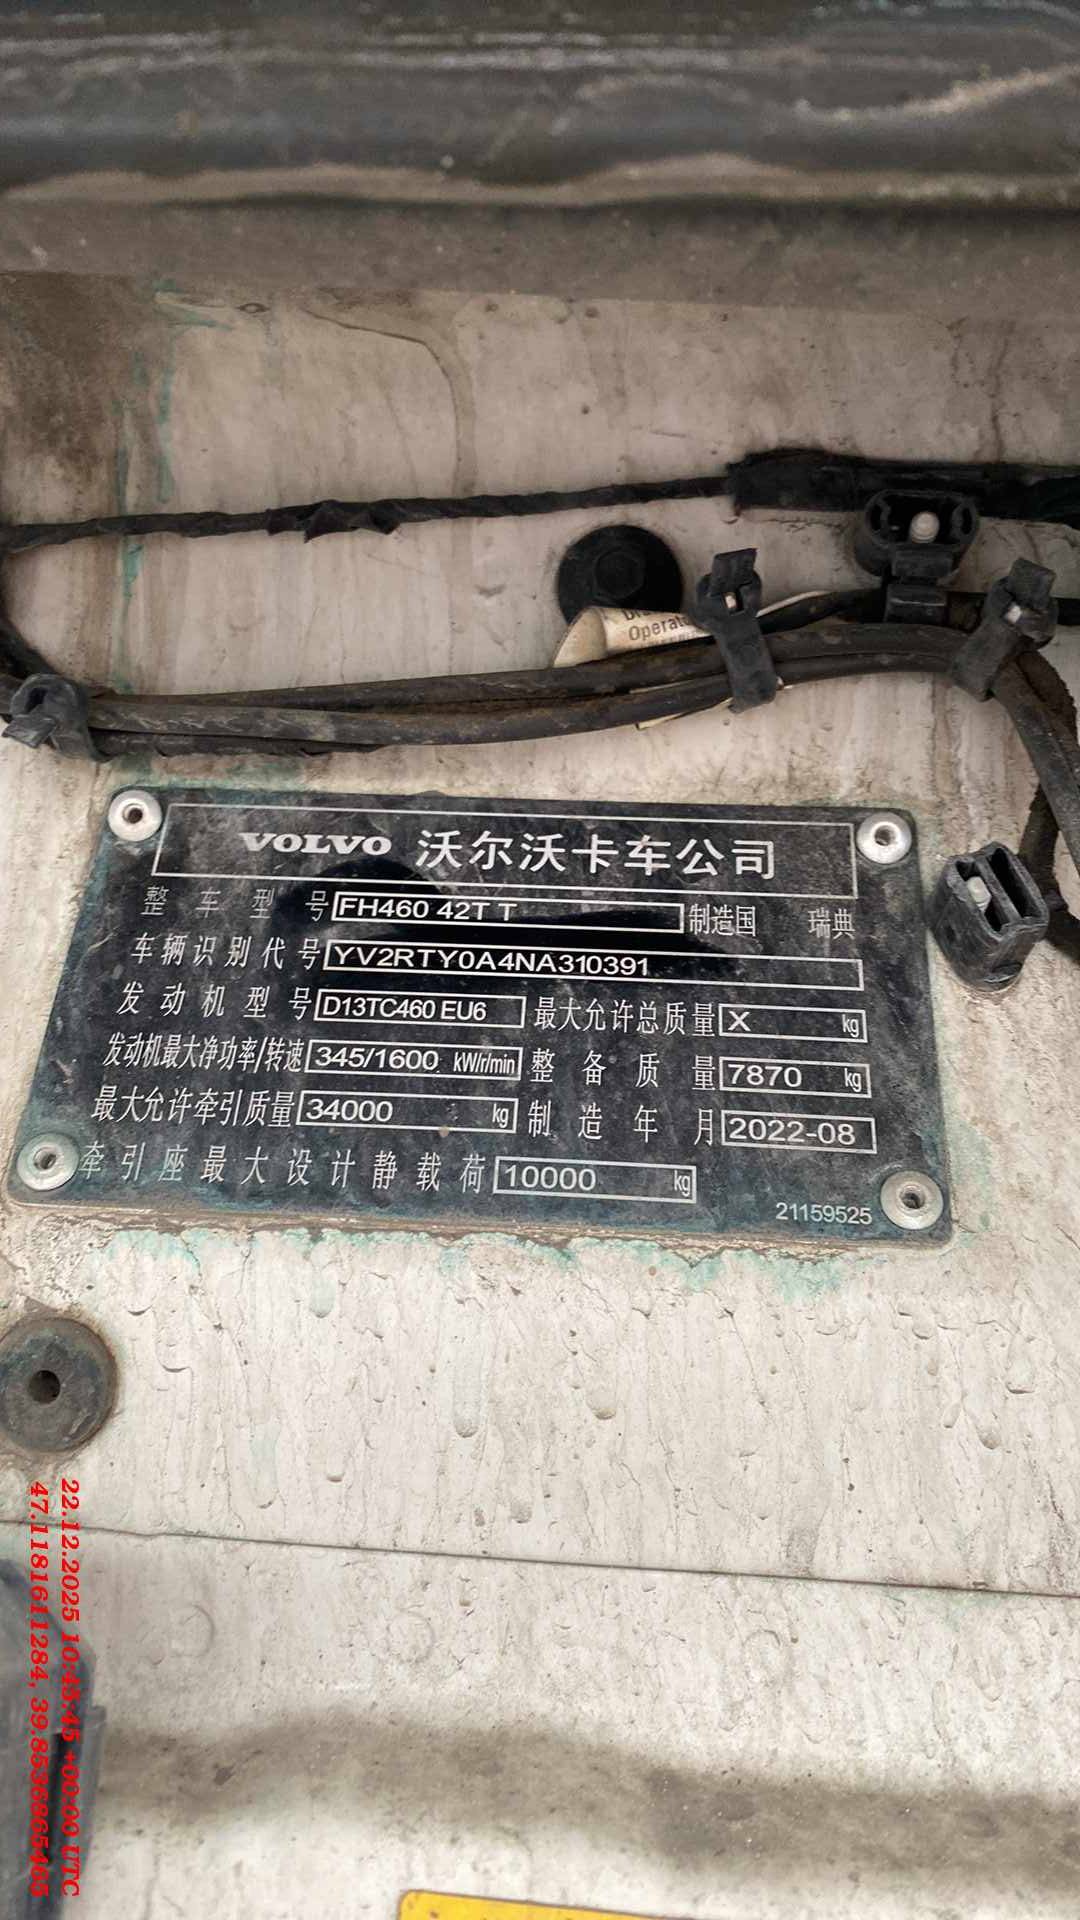 Operat
VOLVO 沃尔沃卡车公司
整车型号 FH460 42T T 制造国 瑞典
车辆识别代号 YV2RTY0A4NA310391
发动机型号 D13TC460 EU6 最大允许总质量 X kg
发动机最大净功率/转速 345/1600 kW/r/min 整备质量 7870 kg
最大允许牵引质量 34000 kg 制造年月 2022-08
牵引座最大设计静载荷 10000 kg
21159525
22.12.2025 10:45:45 +00:00 UTC
47.1181611284, 39.8536865465